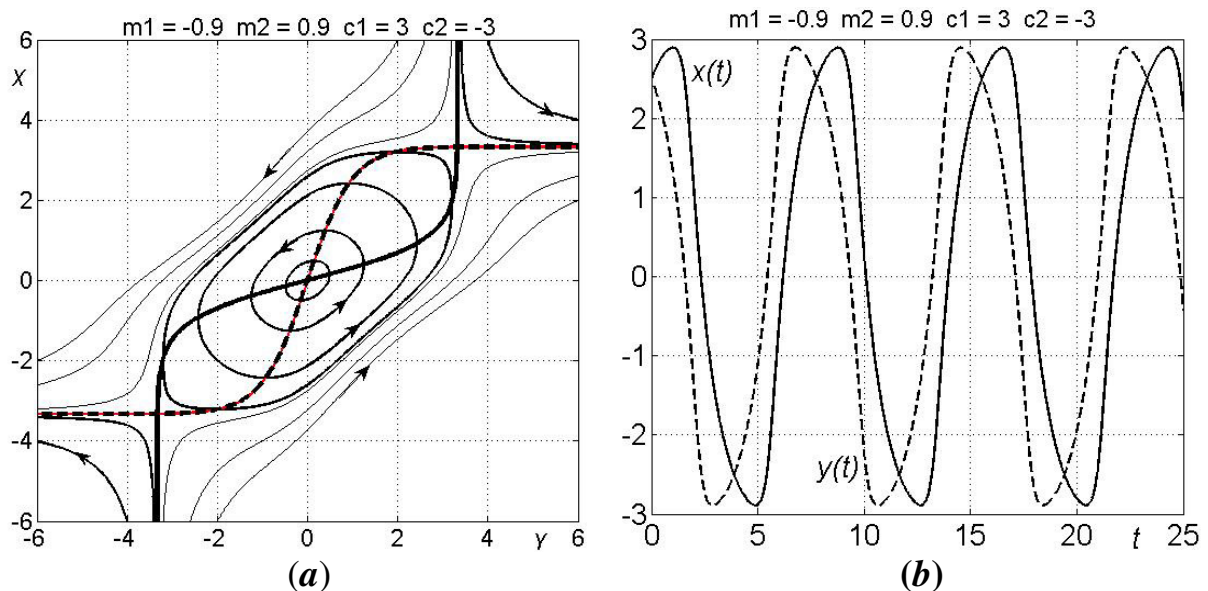 m1 = -0.9 m2 = 0.9 c1 = 3 c2 = -3
6
X
4
2
0
-2
-4
-6
-6 -4 -2 0 2 4 Y 6
(a)
m1 = -0.9 m2 = 0.9 c1 = 3 c2 = -3
3
x(t)
2
1
0
-1
-2
y(t)
-3
0 5 10 15 20 t 25
(b)